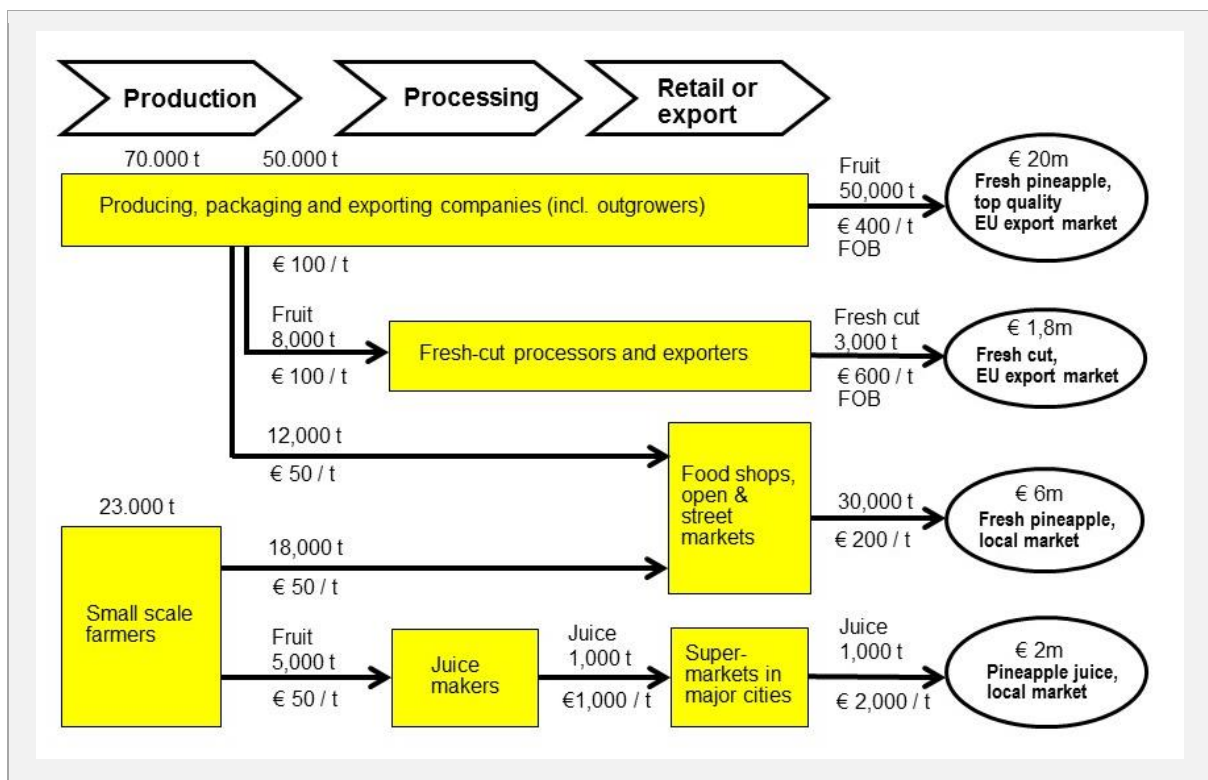 Production
Processing
Retail or
export
70.000 t
50.000 t
Producing, packaging and exporting companies (incl. outgrowers)
Fruit
50,000 t
€ 400 / t
FOB
€ 20m
Fresh pineapple,
top quality
EU export market
€ 100 / t
Fruit
8,000 t
€ 100 / t
Fresh-cut processors and exporters
Fresh cut
3,000 t
€ 600 / t
FOB
€ 1,8m
Fresh cut,
EU export market
12,000 t
€ 50 / t
Food shops,
open &
street
markets
30,000 t
€ 200 / t
€ 6m
Fresh pineapple,
local market
23.000 t
Small scale
farmers
18,000 t
€ 50 / t
Fruit
5,000 t
€ 50 / t
Juice
makers
Juice
1,000 t
€1,000 / t
Super-
markets in
major cities
Juice
1,000 t
€ 2,000 / t
€ 2m
Pineapple juice,
local market